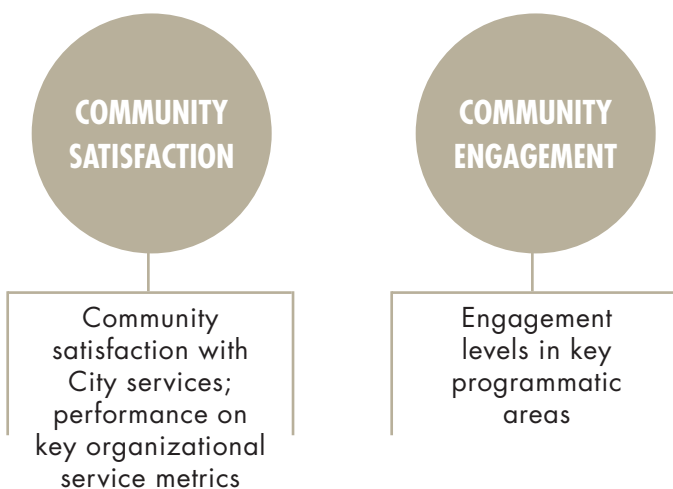 COMMUNITY
SATISFACTION
Community
satisfaction with
City services;
performance on
key organizational
service metrics
COMMUNITY
ENGAGEMENT
Engagement
levels in key
programmatic
areas